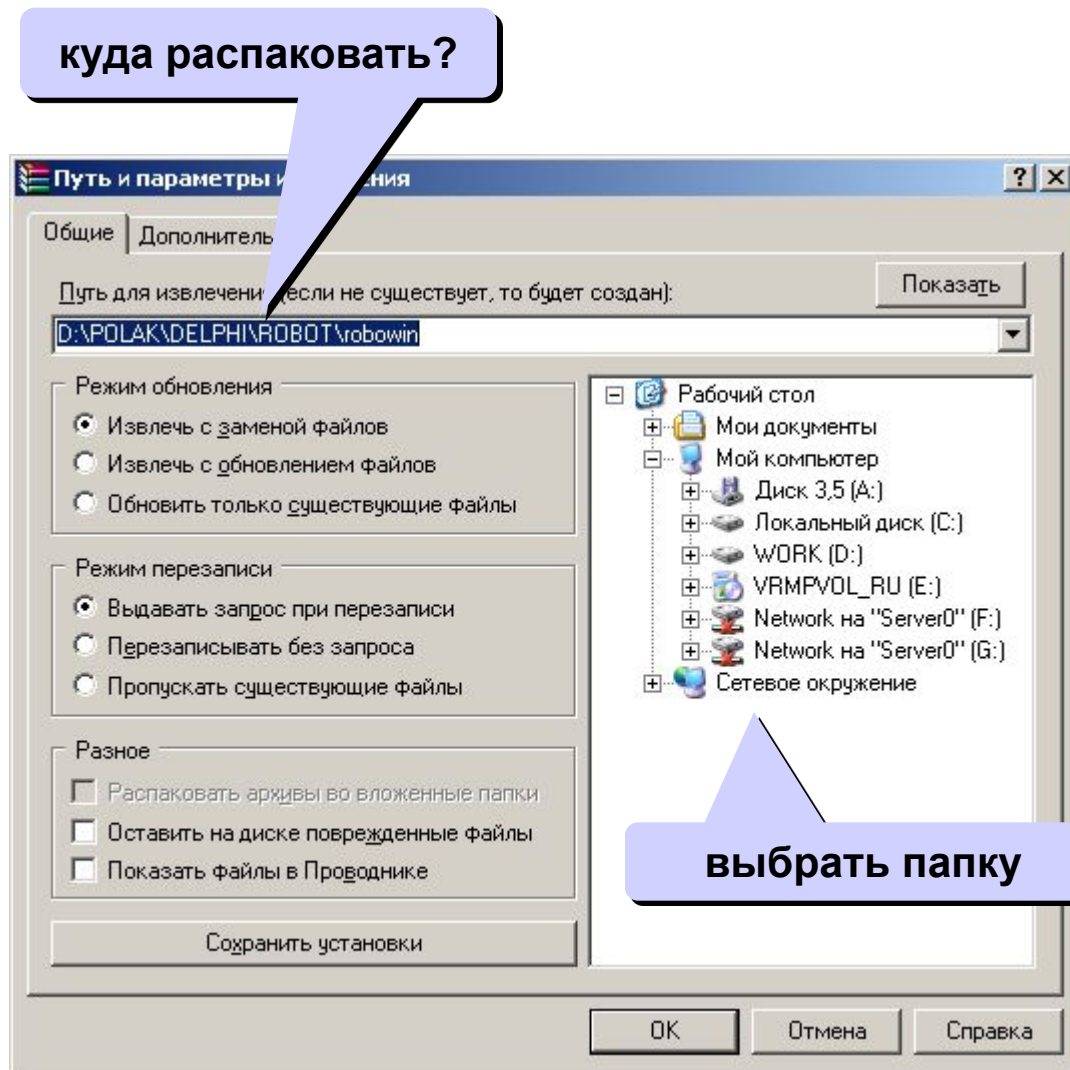 куда распаковать?
Путь и параметры и ения
Общие
Дополнитель
Путь для извлечени если не существует, то будет создан):
Показать
D:\POLAK\DELPHI\ROBOT\robowin
Режим обновления
Извлечь с заменой файлов
Извлечь с обновлением файлов
Обновить только существующие файлы
Режим перезаписи
Выдавать запрос при перезаписи
Перезаписывать без запроса
Пропускать существующие файлы
Разное
Распаковать архивы во вложенные папки
Оставить на диске поврежденные файлы
Показать файлы в Проводнике
Сохранить установки
Рабочий стол
Мои документы
Мой компьютер
Диск 3,5 (A:)
Локальный диск (C:)
WORK (D:)
VRMPVOL_RU (E:)
Network на "Server0" (F:)
Network на "Server0" (G:)
Сетевое окружение
выбрать папку
OK
Отмена
Справка